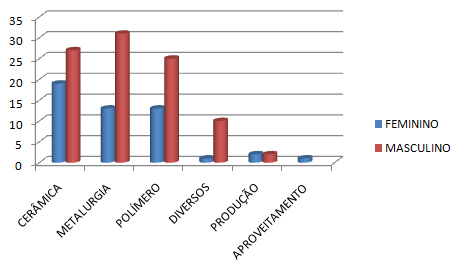 35
30
25
20
15
10
5
0
CERÂMICA
METALURGIA
POLÍMERO
DIVERSOS
PRODUÇÃO
APROVEITAMENTO
FEMININO
MASCULINO